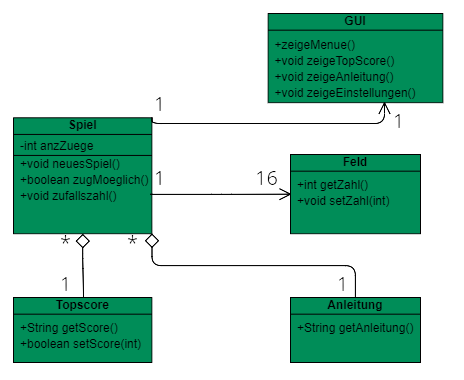 GUI
+zeigeMenue()
+void zeigeTopScore()
+void zeigeAnleitung()
+void zeigeEinstellungen()
1
1
Spiel
-int anzZuege
+void neuesSpiel()
+boolean zugMoeglich()
+void zufallszahl()
1
16
Feld
+int getZahl()
+void setZahl(int)
*
*
1
1
Topscore
+String getScore()
+boolean setScore(int)
Anleitung
+String getAnleitung()